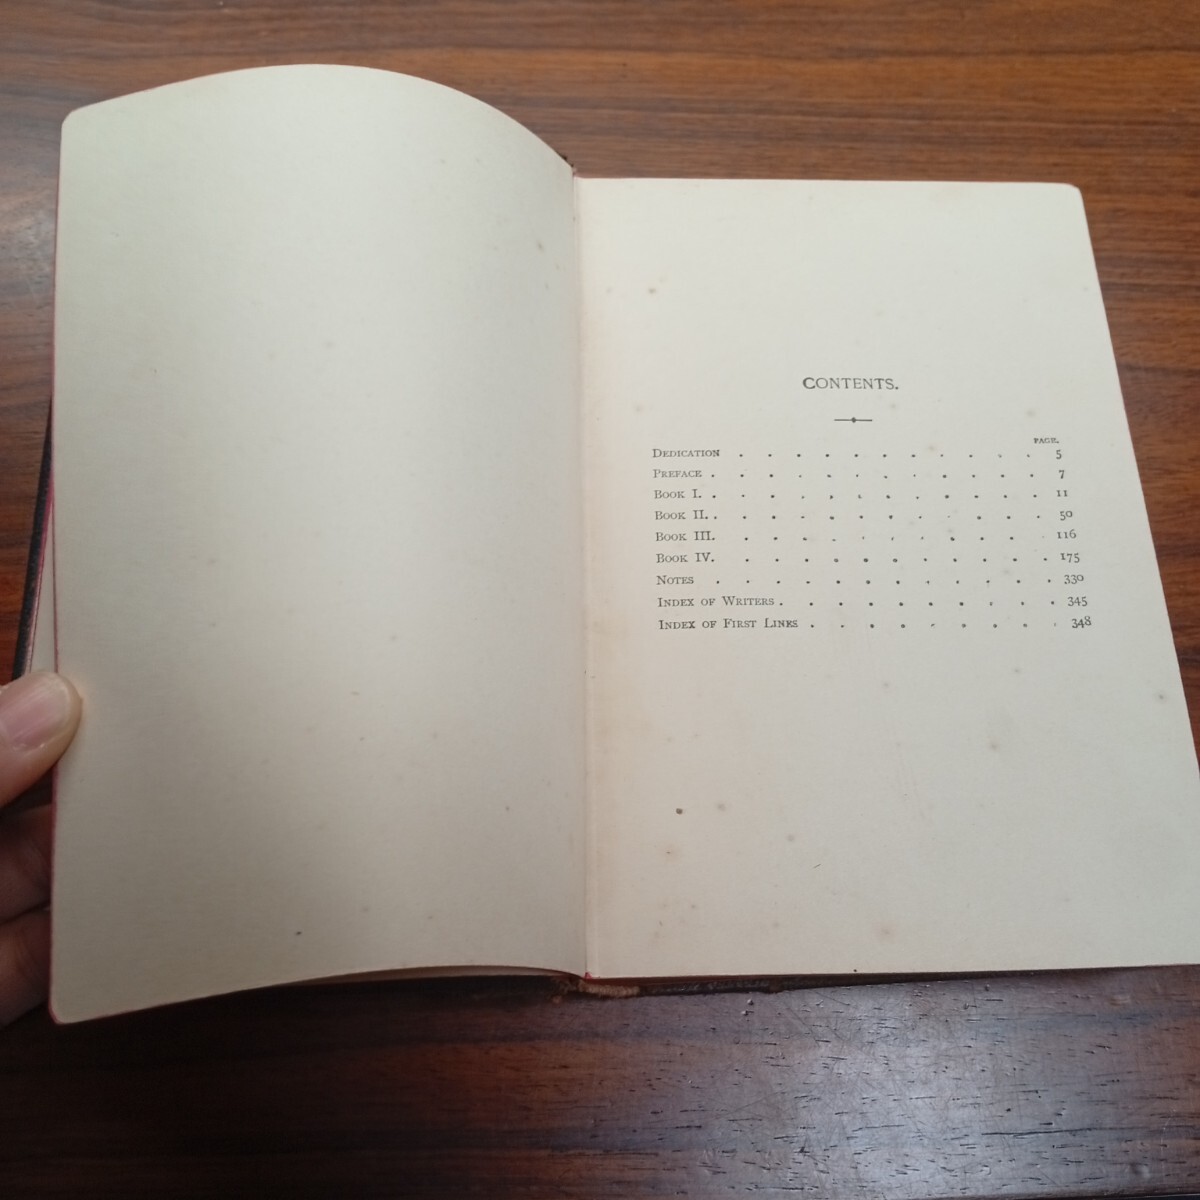 CONTENTS.
PAGE.
DEDICATION . . . . . . . . . . . 5
PREFACE . . . . . . . . . . . . 7
BOOK I. . . . . . . . . . . . . 11
BOOK II. . . . . . . . . . . . . 50
BOOK III. . . . . . . . . . . . 116
BOOK IV. . . . . . . . . . . . 175
NOTES . . . . . . . . . . . . 330
INDEX OF WRITERS . . . . . . . . . . 345
INDEX OF FIRST LINES . . . . . . . . . 348